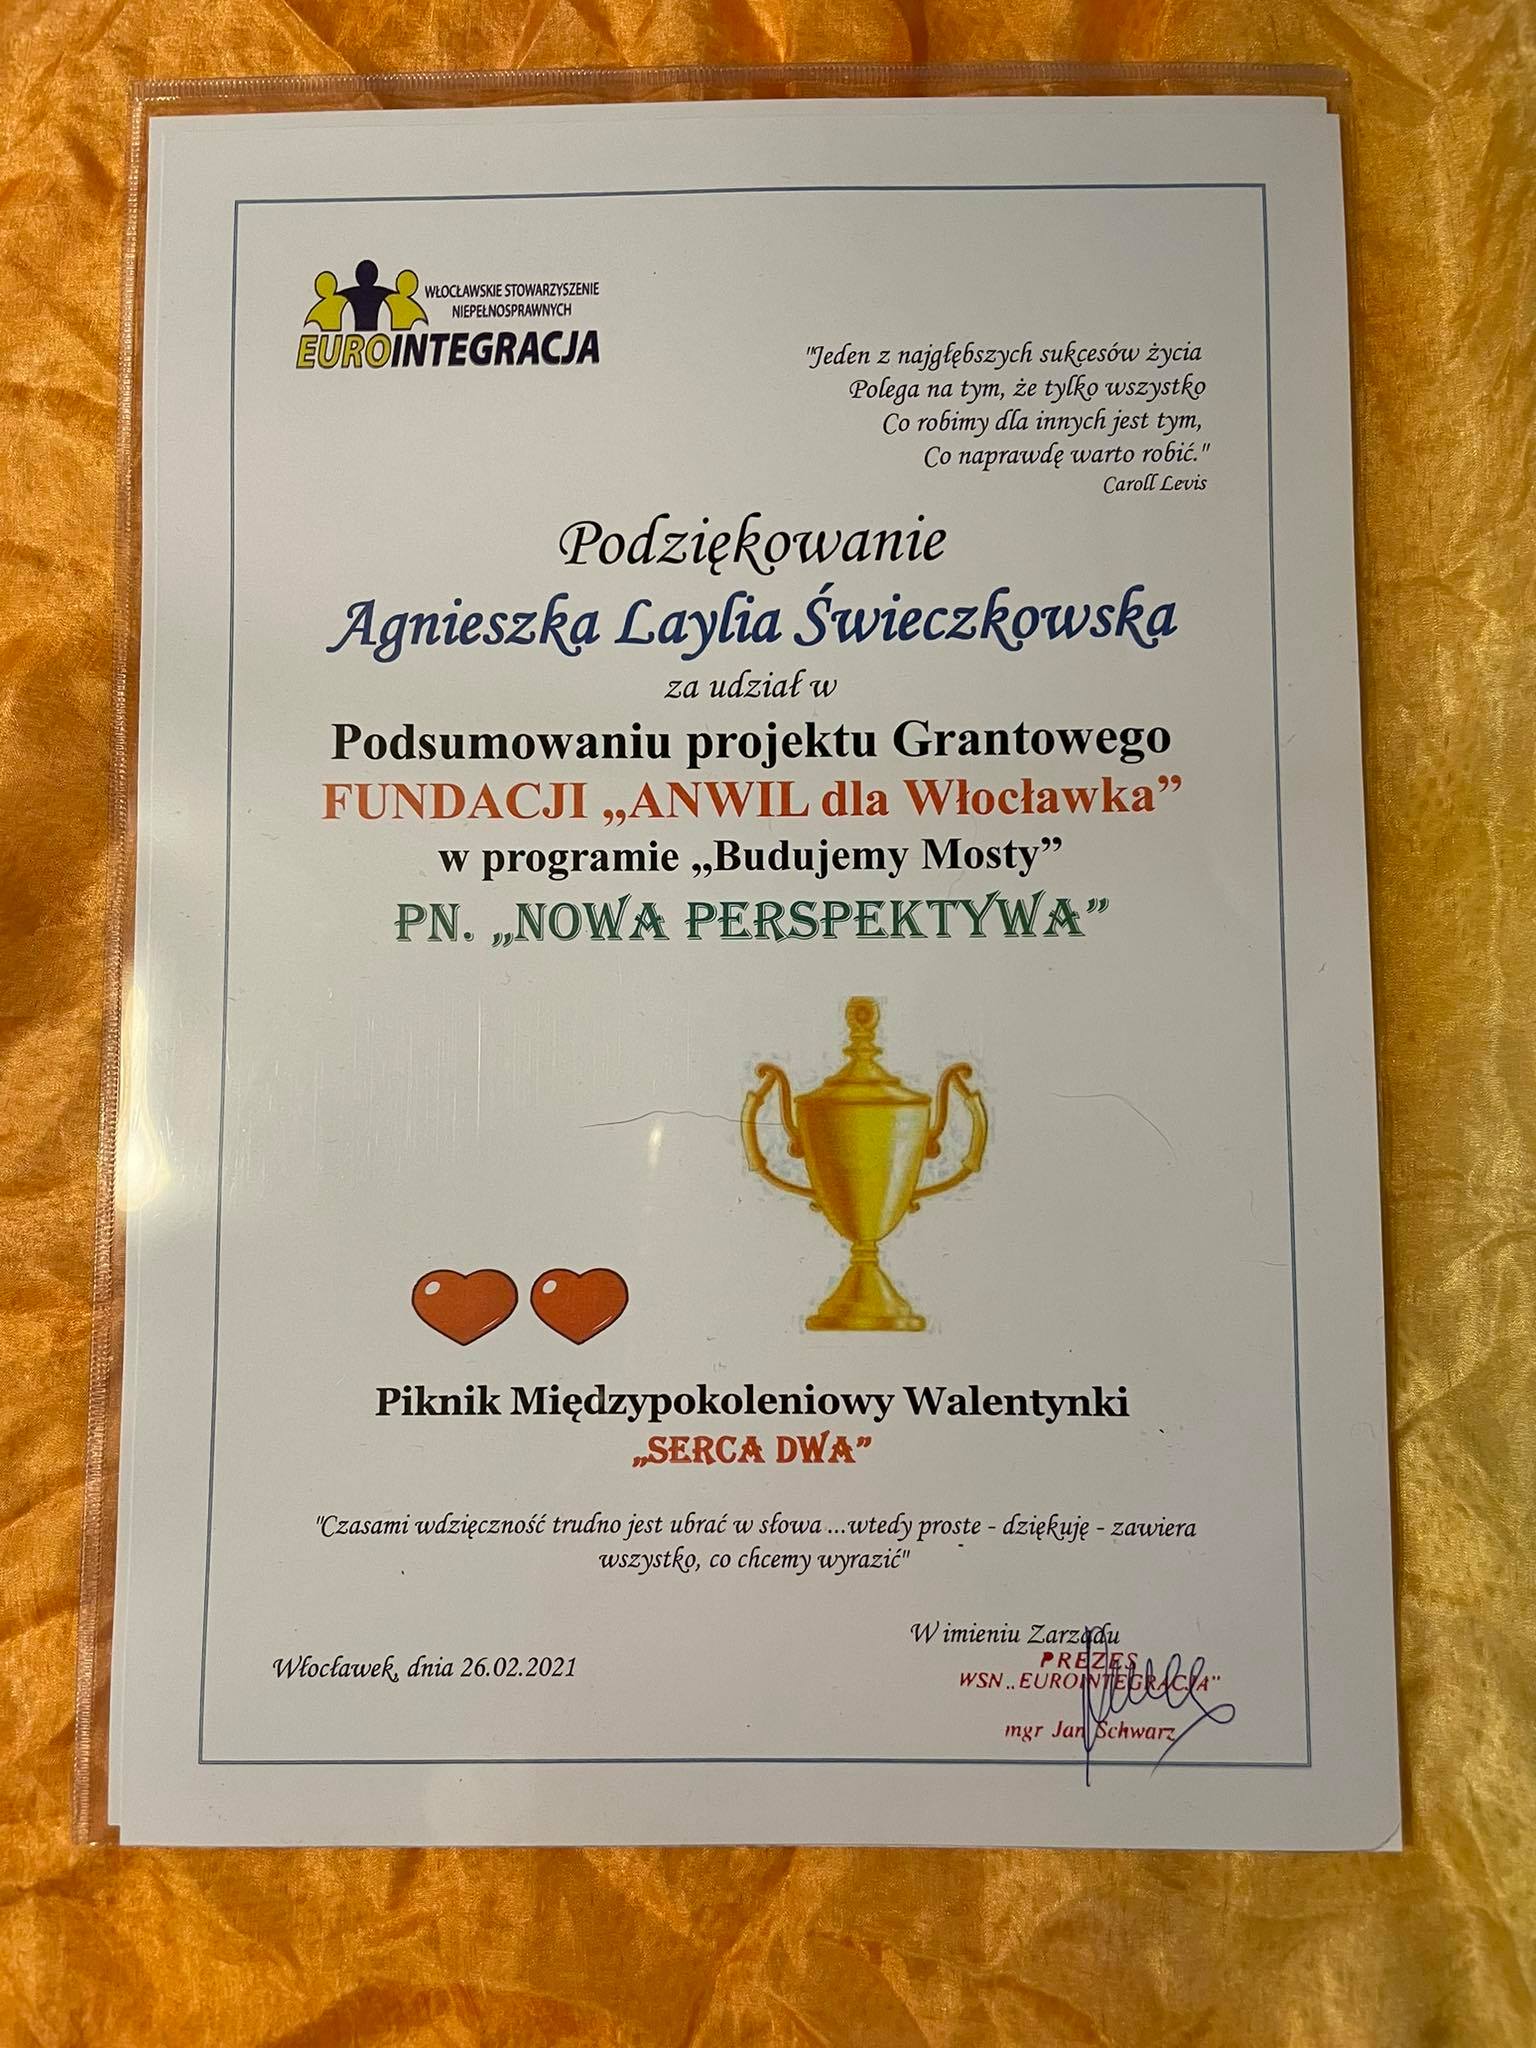 WŁOCŁAWSKIE STOWARZYSZENIE
NIEPEŁNOSPRAWNYCH
EUROINTEGRACJA
"Jeden z najgłębszych sukcesów życia
Polega na tym, że tylko wszystko
Co robimy dla innych jest tym,
Co naprawdę warto robić."
Caroll Levis
Podziękowanie
Agnieszka Laylia Świeczkowska
za udział w
Podsumowaniu projektu Grantowego
FUNDACJI „ANWIL dla Włocławka”
w programie „Budujemy Mosty”
PN. „NOWA PERSPEKTYWA”
Piknik Międzypokoleniowy Walentynki
„SERCA DWA”
"Czasami wdzięczność trudno jest ubrać w słowa ...wtedy proste - dziękuję - zawiera
wszystko, co chcemy wyrazić"
W imieniu Zarządu
Włocławek, dnia 26.02.2021
PREZES
WSN „EUROINTEGRACJA”
mgr Jan Schwarz